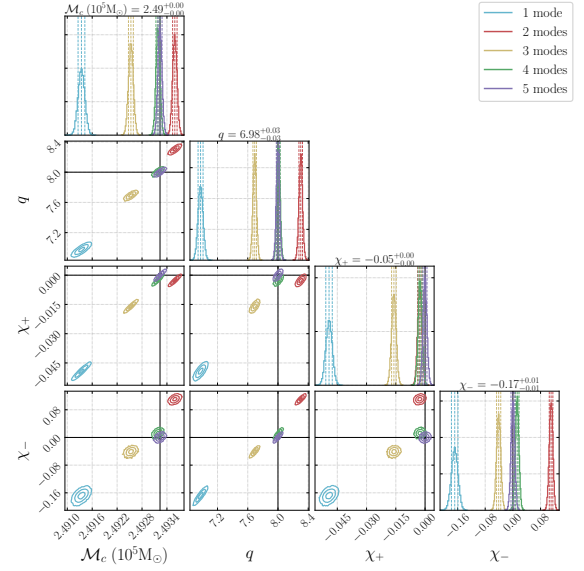 $\mathcal{M}_c\,(10^5\mathrm{M}_\odot) = 2.49^{+0.00}_{-0.00}$
1 mode
2 modes
3 modes
4 modes
5 modes
$q = 6.98^{+0.03}_{-0.03}$
8.4
8.0
7.6
7.2
$q$
$\chi_+ = -0.05^{+0.00}_{-0.00}$
0.000
−0.015
−0.030
−0.045
$\chi_+$
$\chi_- = -0.17^{+0.01}_{-0.01}$
0.08
0.00
−0.08
−0.16
$\chi_-$
2.4910 2.4916 2.4922 2.4928 2.4934
7.2 7.6 8.0 8.4
−0.045 −0.030 −0.015 0.000
−0.16 −0.08 0.00 0.08
$\mathcal{M}_c\,(10^5\mathrm{M}_\odot)$ $q$ $\chi_+$ $\chi_-$